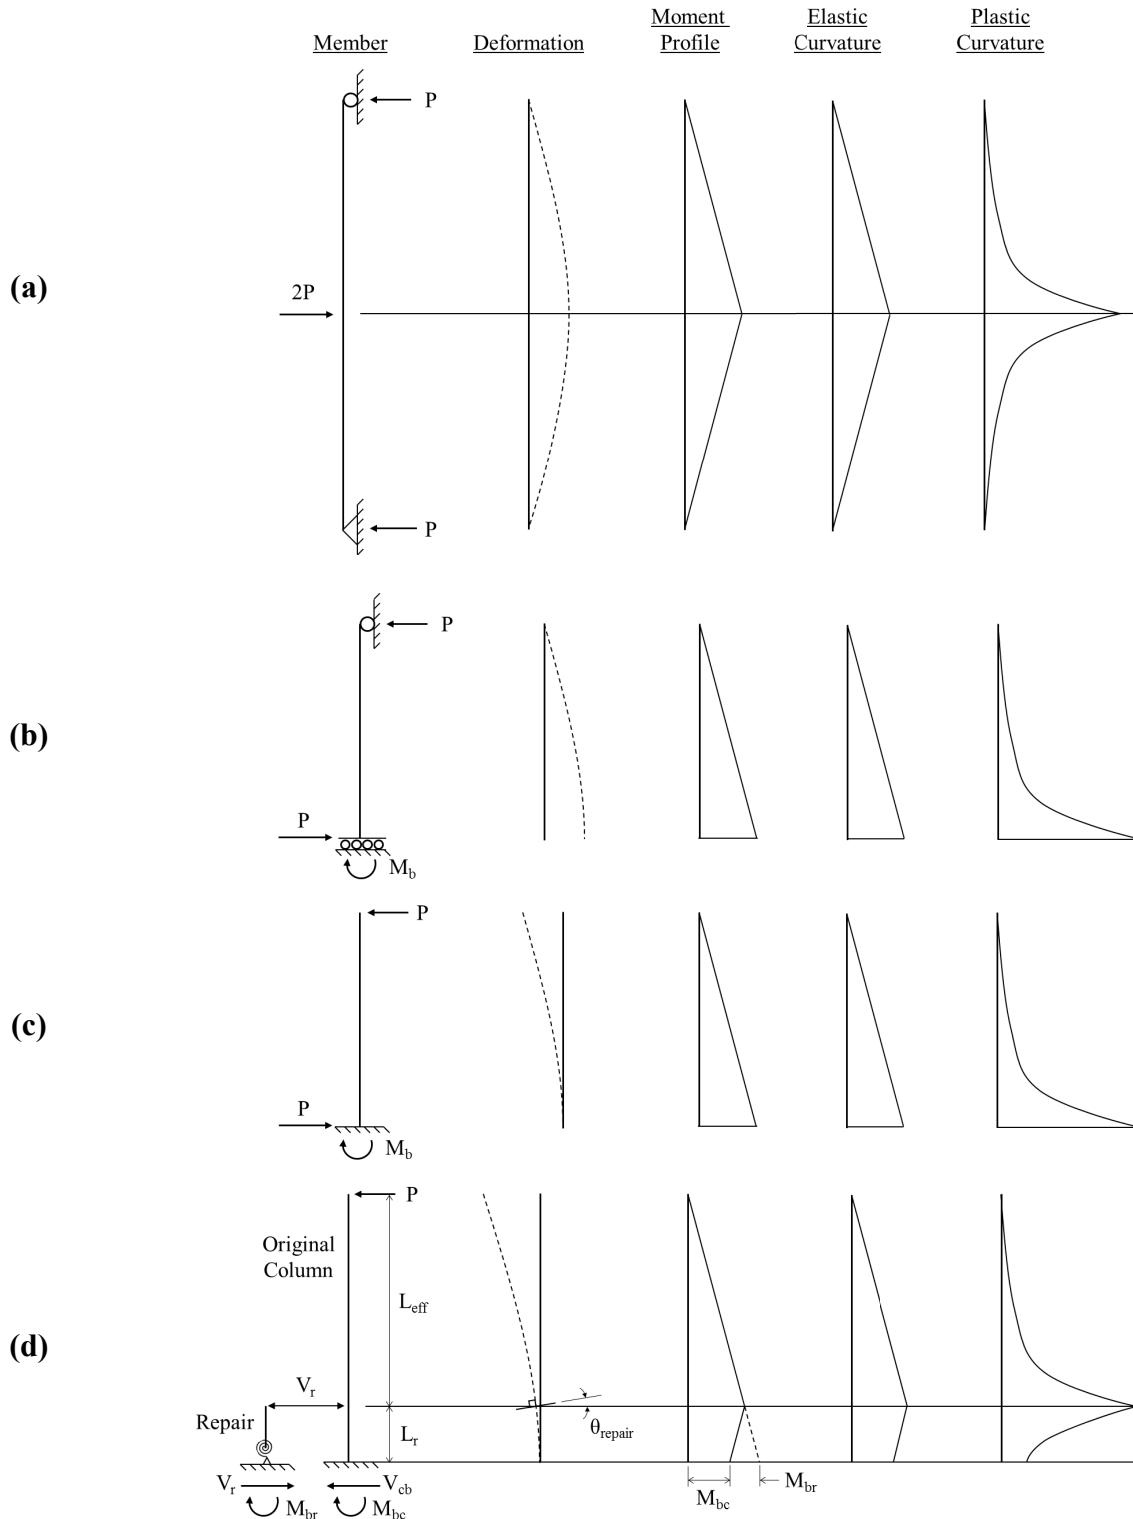 Member
Deformation
Moment
Profile
Elastic
Curvature
Plastic
Curvature
(a)
P
2P
P
(b)
P
P
M_b
(c)
P
P
M_b
(d)
P
Original
Column
L_eff
V_r
Repair
L_r
θ_repair
V_r
V_cb
M_br
M_bc
M_bc
M_br